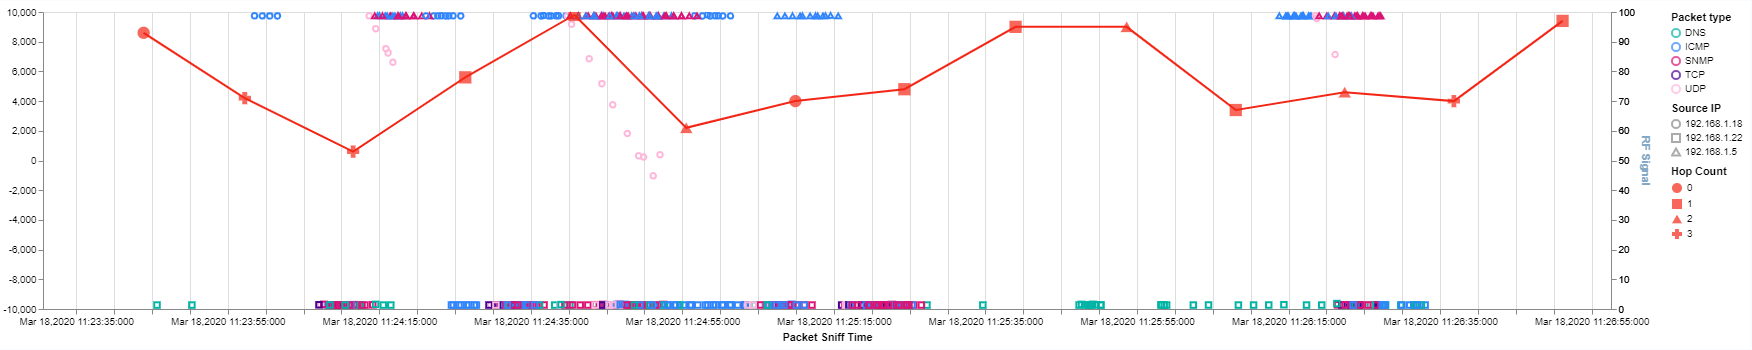 10,000
8,000
6,000
4,000
2,000
0
-2,000
-4,000
-6,000
-8,000
-10,000
100
90
80
70
60
50
40
30
20
10
0
RF Signal
Mar 18,2020 11:23:35:000 Mar 18,2020 11:23:55:000 Mar 18,2020 11:24:15:000 Mar 18,2020 11:24:35:000 Mar 18,2020 11:24:55:000 Mar 18,2020 11:25:15:000 Mar 18,2020 11:25:35:000 Mar 18,2020 11:25:55:000 Mar 18,2020 11:26:15:000 Mar 18,2020 11:26:35:000 Mar 18,2020 11:26:55:000
Packet Sniff Time
Packet type
DNS
ICMP
SNMP
TCP
UDP
Source IP
192.168.1.18
192.168.1.22
192.168.1.5
Hop Count
0
1
2
3